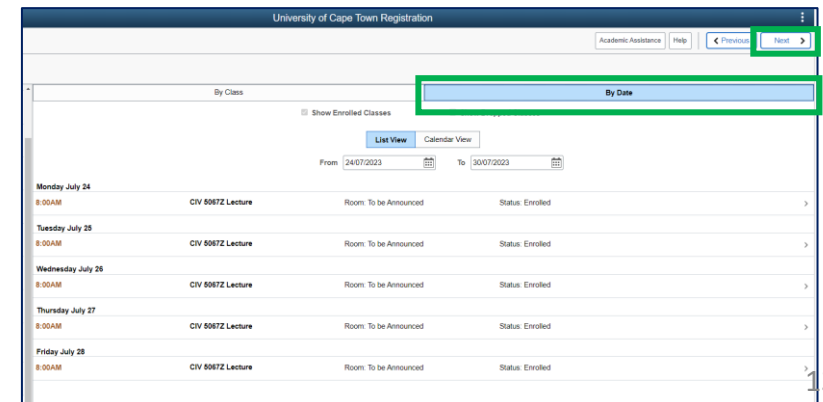 University of Cape Town Registration
Academic Assistance Help Previous Next
By Class By Date
Show Enrolled Classes
List View Calendar View
From 24/07/2023 To 30/07/2023
Monday July 24
8:00AM CIV 5067Z Lecture Room: To be Announced Status: Enrolled
Tuesday July 25
8:00AM CIV 5067Z Lecture Room: To be Announced Status: Enrolled
Wednesday July 26
8:00AM CIV 5067Z Lecture Room: To be Announced Status: Enrolled
Thursday July 27
8:00AM CIV 5067Z Lecture Room: To be Announced Status: Enrolled
Friday July 28
8:00AM CIV 5067Z Lecture Room: To be Announced Status: Enrolled
1